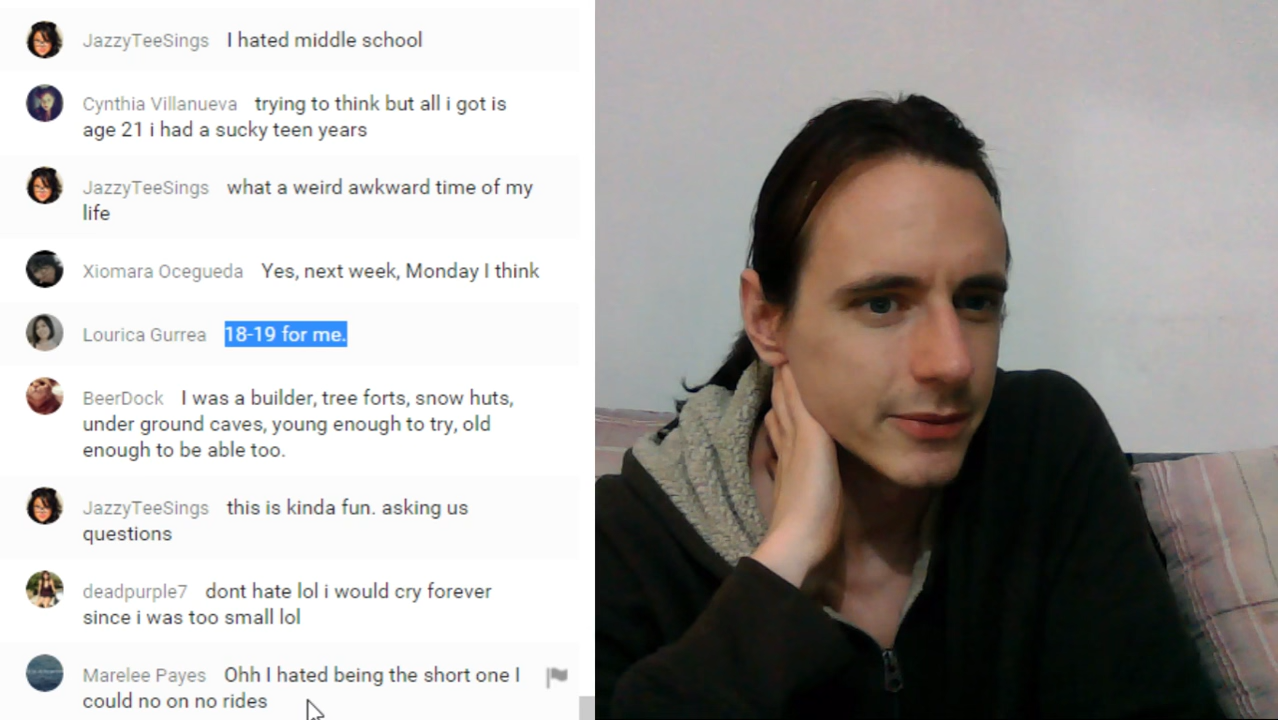 JazzyTeeSings I hated middle school
Cynthia Villanueva trying to think but all i got is
age 21 i had a sucky teen years
JazzyTeeSings what a weird awkward time of my
life
Xiomara Ocegueda Yes, next week, Monday I think
Lourica Gurrea 18-19 for me.
BeerDock I was a builder, tree forts, snow huts,
under ground caves, young enough to try, old
enough to be able too.
JazzyTeeSings this is kinda fun. asking us
questions
deadpurple7 dont hate lol i would cry forever
since i was too small lol
Marelee Payes Ohh I hated being the short one I
could no on no rides